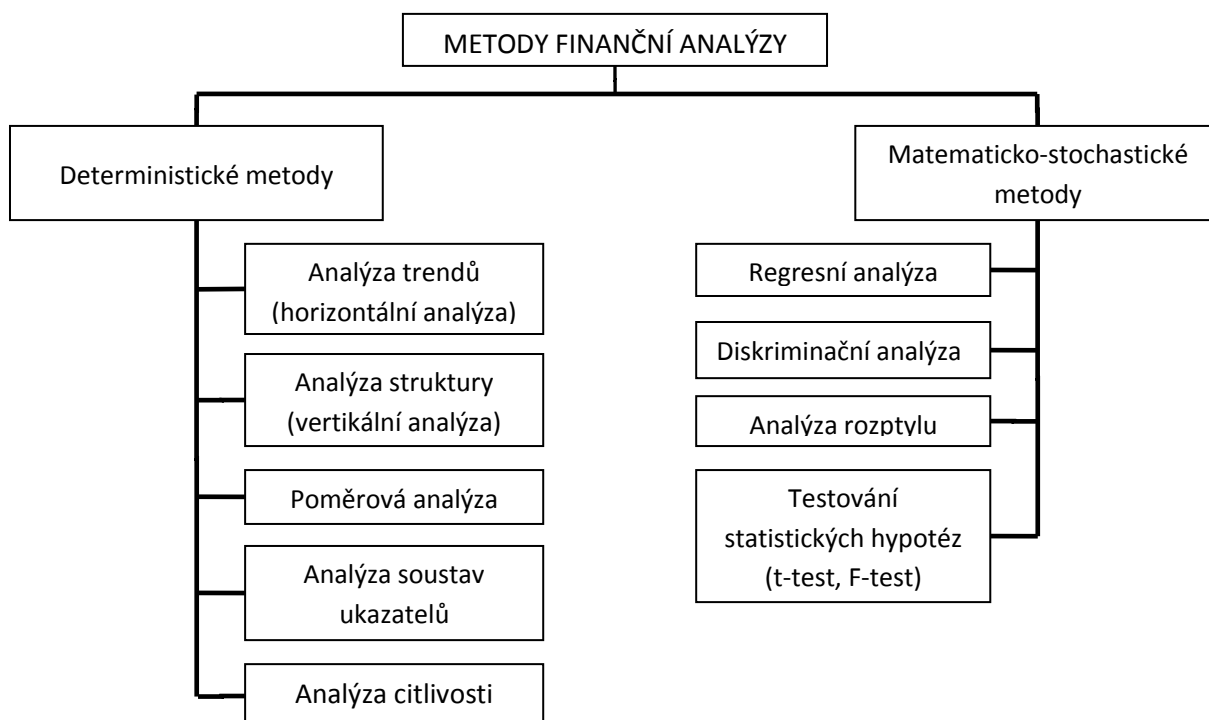 METODY FINANČNÍ ANALÝZY
Deterministické metody
Analýza trendů
(horizontální analýza)
Analýza struktury
(vertikální analýza)
Poměrová analýza
Analýza soustav
ukazatelů
Analýza citlivosti
Matematicko-stochastické
metody
Regresní analýza
Diskriminační analýza
Analýza rozptylu
Testování
statistických hypotéz
(t-test, F-test)